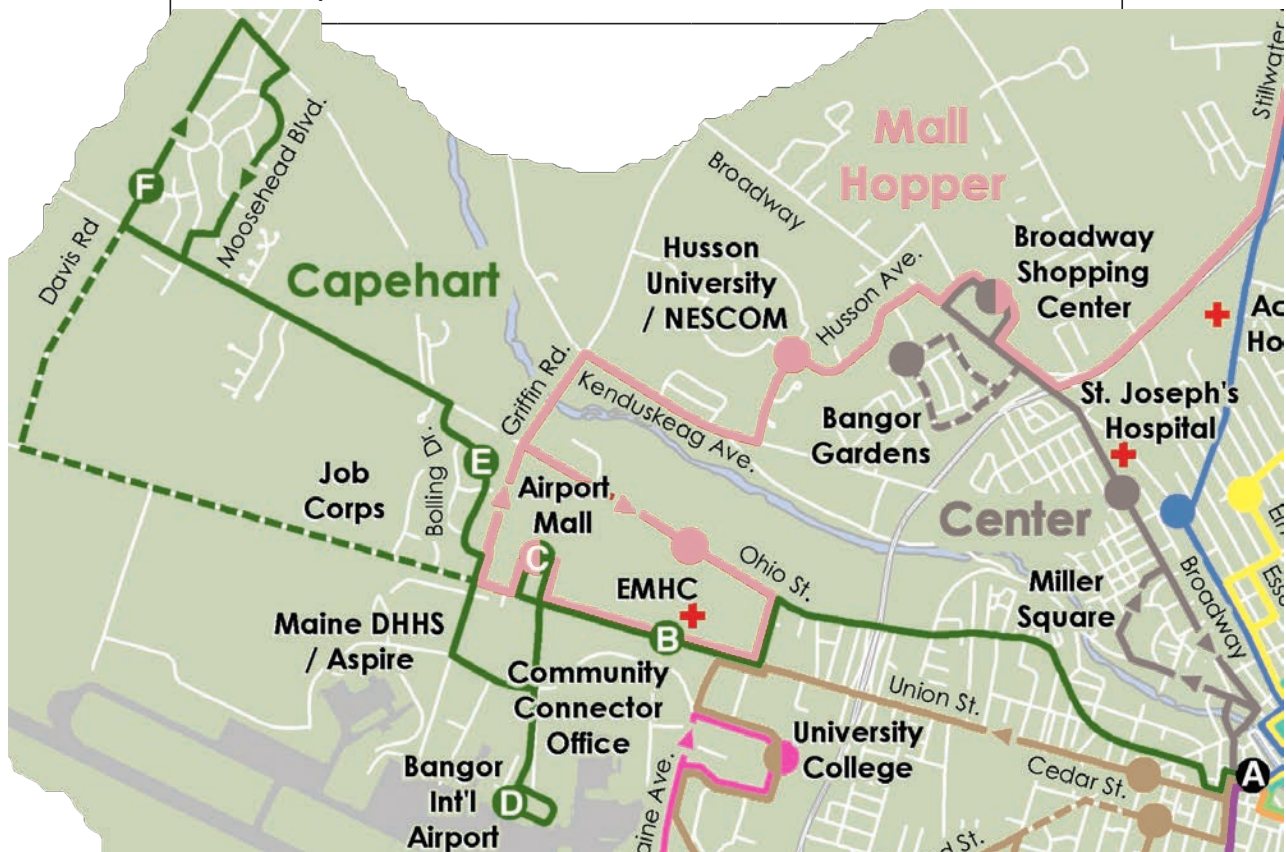 Stillwater
Mall
Hopper
Broadway
F
Moosehead Blvd.
Davis Rd
Capehart
Husson
University
/ NESCOM
Husson Ave.
Broadway
Shopping
Center
Griffin Rd.
Kenduskeag Ave.
Bangor
Gardens
St. Joseph's
Hospital
Job
Corps
Bolling Dr.
E
Airport
Mall
C
Center
Ohio St.
EMHC
B
Miller
Square
Broadway
Maine DHHS
/ Aspire
Community
Connector
Office
Union St.
University
College
Bangor
Int'l
Airport
D
Cedar St.
A